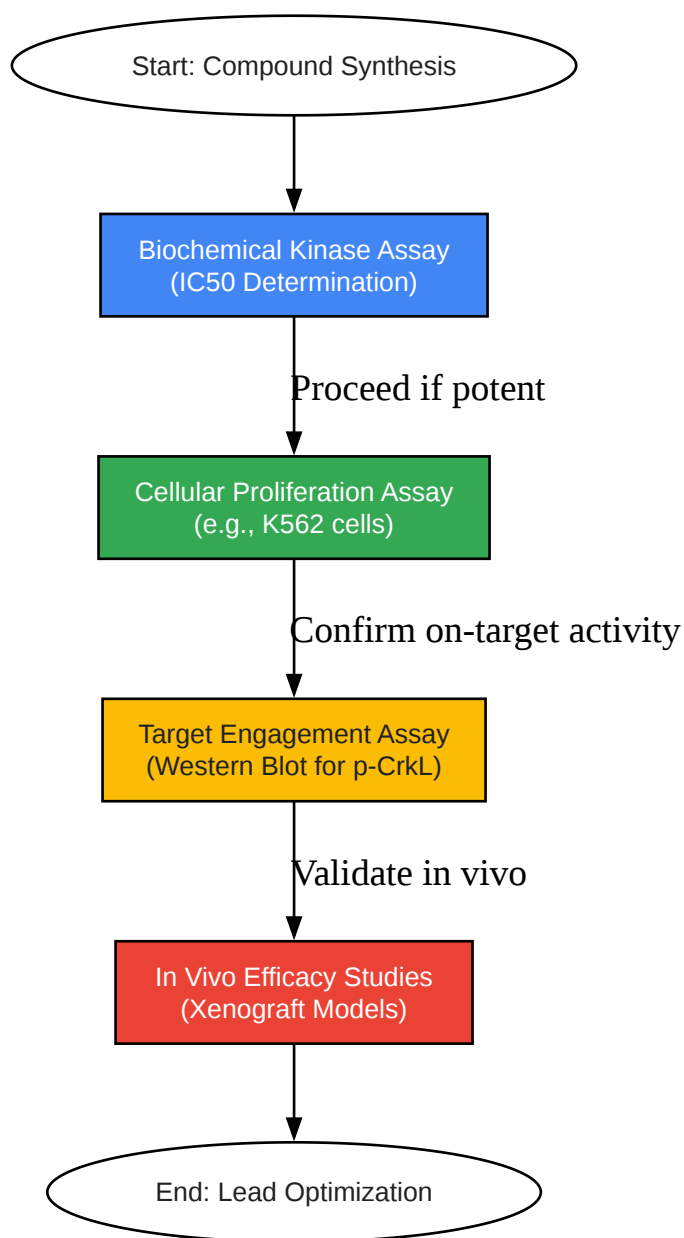 Start: Compound Synthesis
Biochemical Kinase Assay
(IC50 Determination)
Proceed if potent
Cellular Proliferation Assay
(e.g., K562 cells)
Confirm on-target activity
Target Engagement Assay
(Western Blot for p-CrkL)
Validate in vivo
In Vivo Efficacy Studies
(Xenograft Models)
End: Lead Optimization